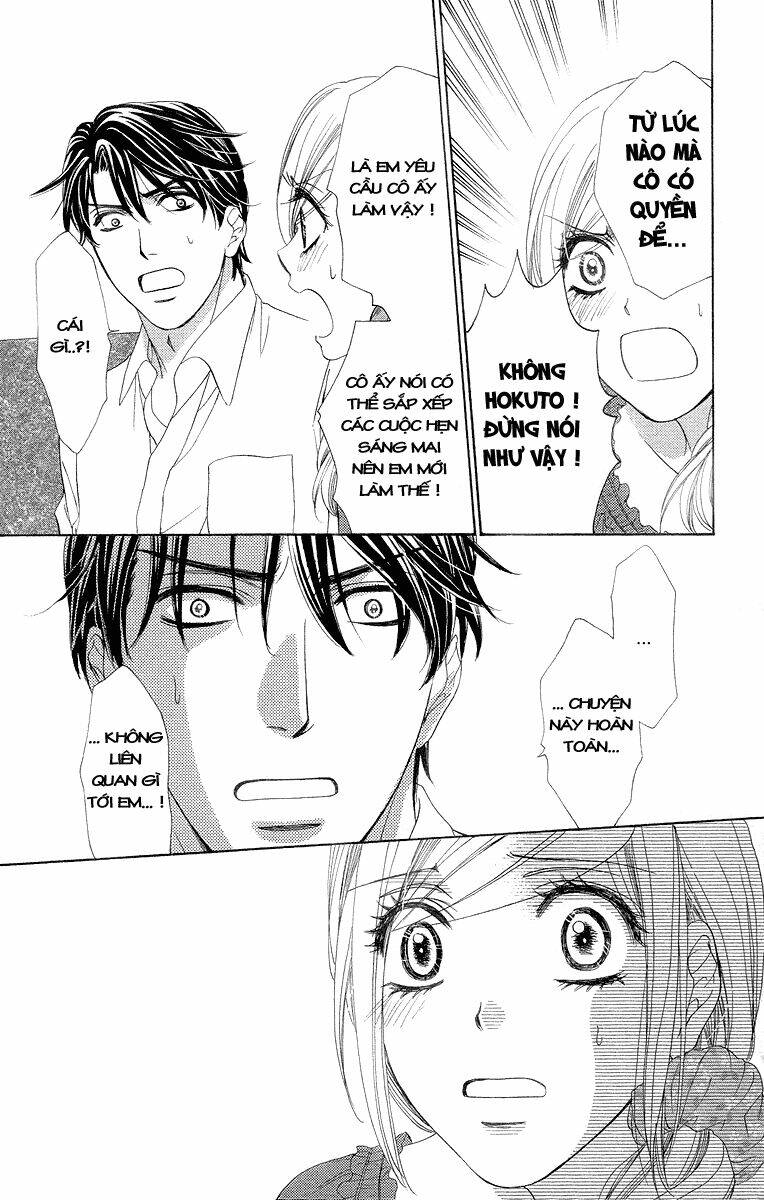 TỪ LÚC
NÀO MÀ
CÔ CÓ
QUYỀN
ĐỂ...
KHÔNG
HOKUTO !
ĐỪNG NÓI
NHƯ VẬY !
LÀ EM YÊU
CẦU CÔ ẤY
LÀM VẬY !
CÔ ẤY NÓI CÓ
THỂ SẮP XẾP
CÁC CUỘC HẸN
SÁNG MAI
NÊN EM MỚI
LÀM THẾ !
CÁI
GÌ..?!
...
... CHUYỆN
NÀY HOÀN
TOÀN...
... KHÔNG
LIÊN
QUAN GÌ
TỚI EM... !